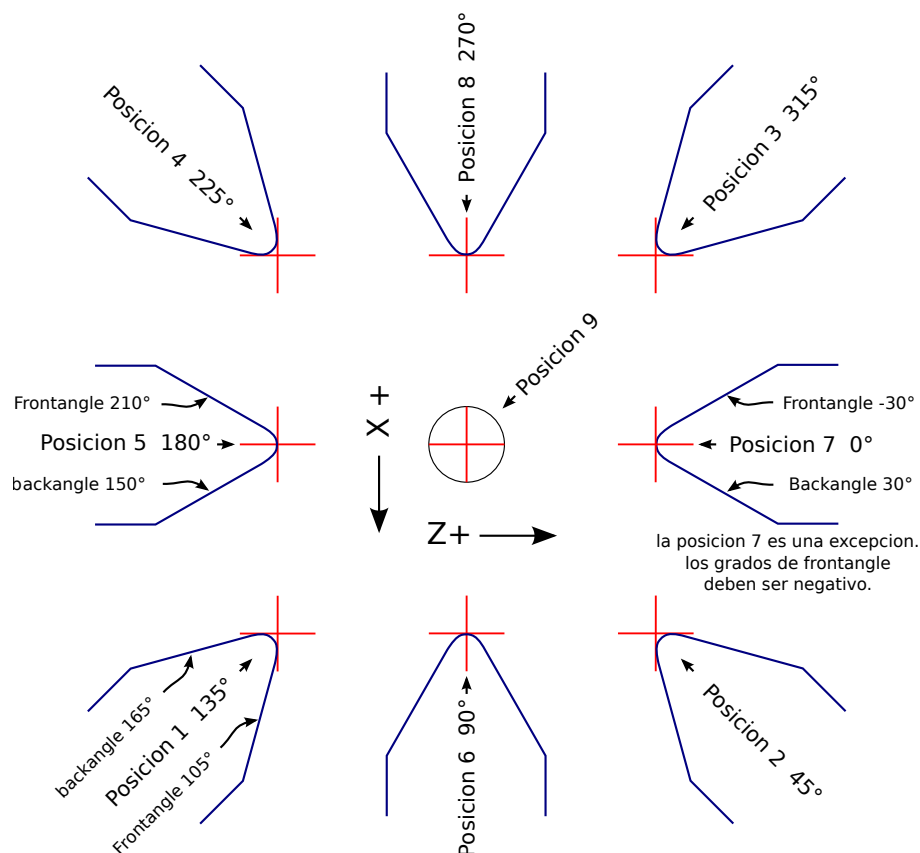 Posicion 4  225°
Posicion 8  270°
Posicion 3  315°
Posicion 9
X +
Z+
Frontangle 210°
Posicion 5  180°
backangle 150°
Frontangle -30°
Posicion 7  0°
Backangle 30°
la posicion 7 es una excepcion.
los grados de frontangle
deben ser negativo.
backangle 165°
Posicion 1  135°
Frontangle 105°
Posicion 6  90°
Posicion 2  45°